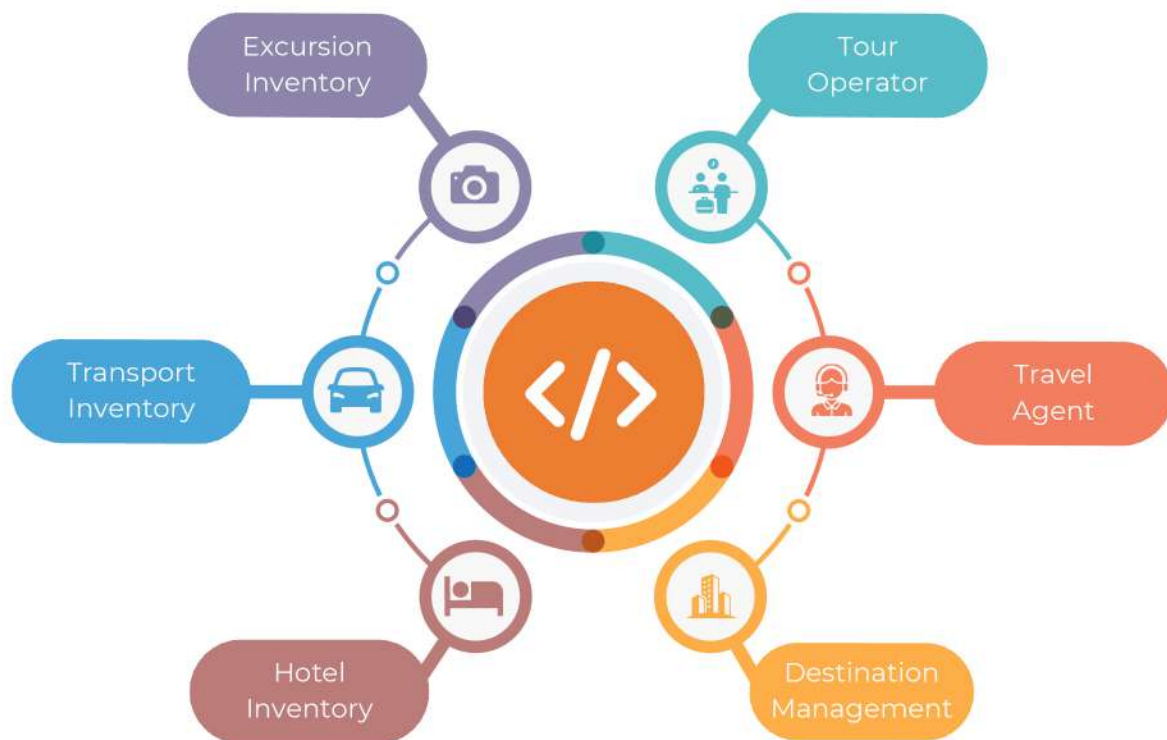 Excursion
Inventory
Tour
Operator
Transport
Inventory
Travel
Agent
Hotel
Inventory
Destination
Management